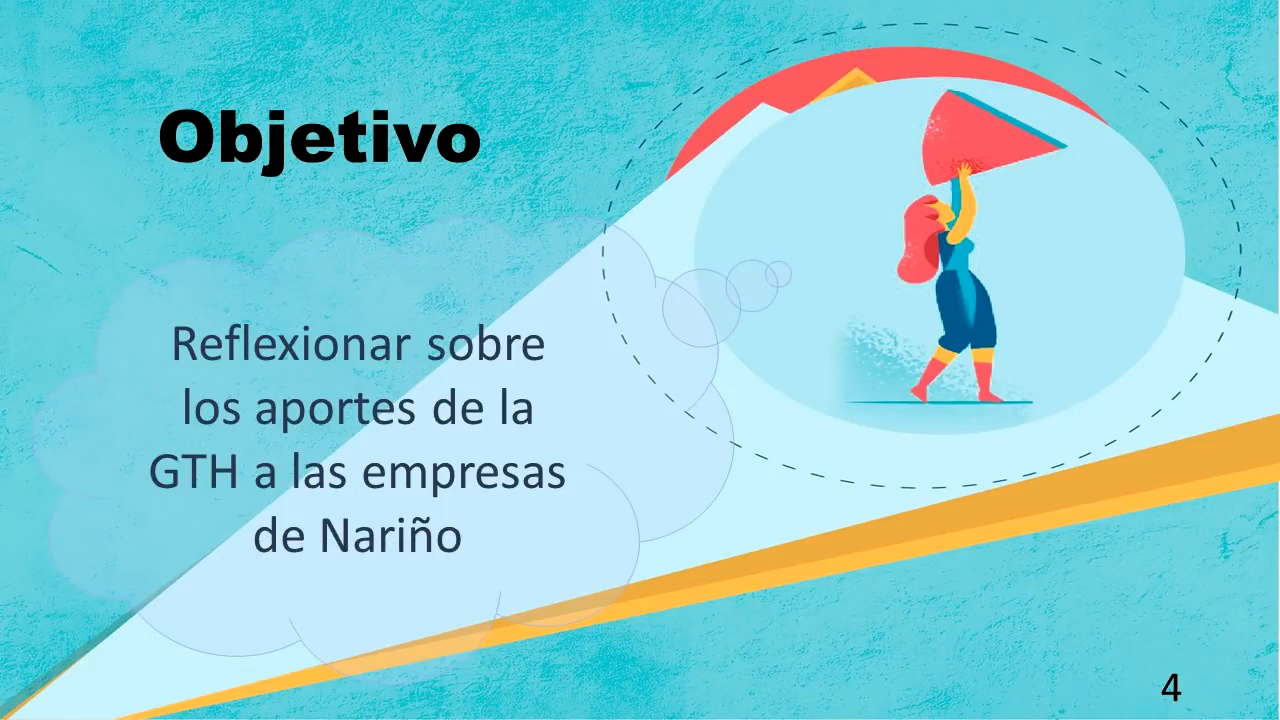 Objetivo
Reflexionar sobre
los aportes de la
GTH a las empresas
de Nariño
4